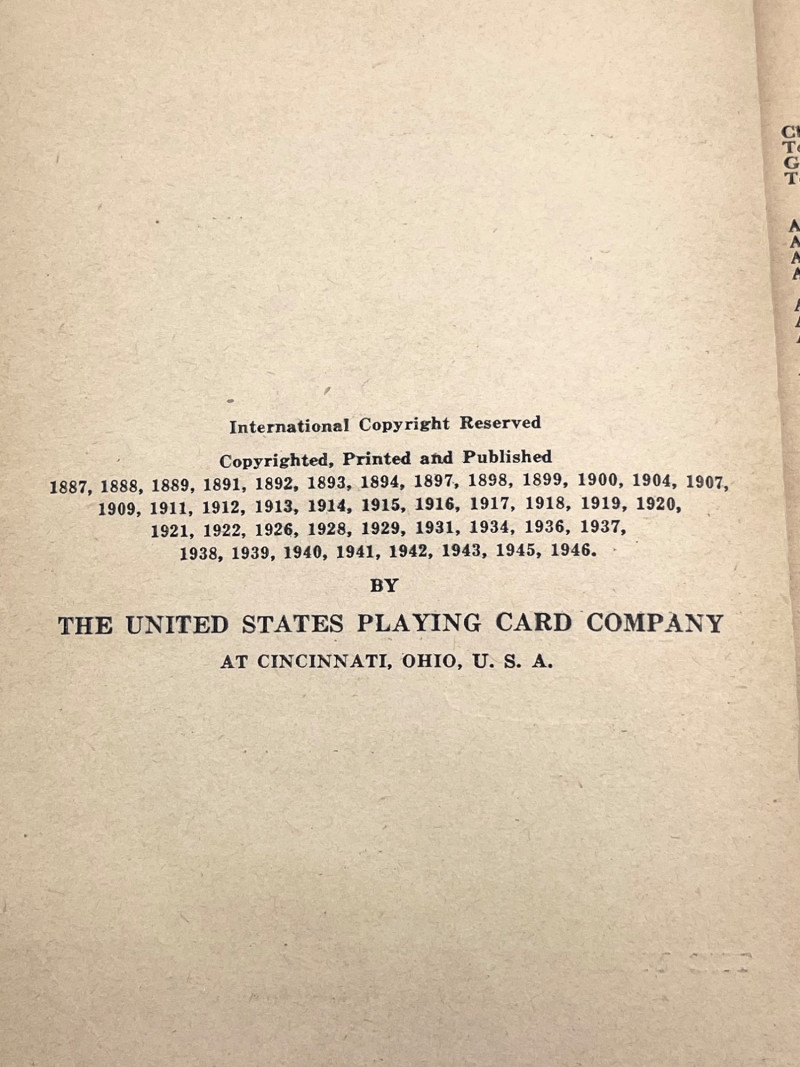 International Copyright Reserved
Copyrighted, Printed and Published
1887, 1888, 1889, 1891, 1892, 1893, 1894, 1897, 1898, 1899, 1900, 1904, 1907,
1909, 1911, 1912, 1913, 1914, 1915, 1916, 1917, 1918, 1919, 1920,
1921, 1922, 1926, 1928, 1929, 1931, 1934, 1936, 1937,
1938, 1939, 1940, 1941, 1942, 1943, 1945, 1946.
BY
THE UNITED STATES PLAYING CARD COMPANY
AT CINCINNATI, OHIO, U. S. A.